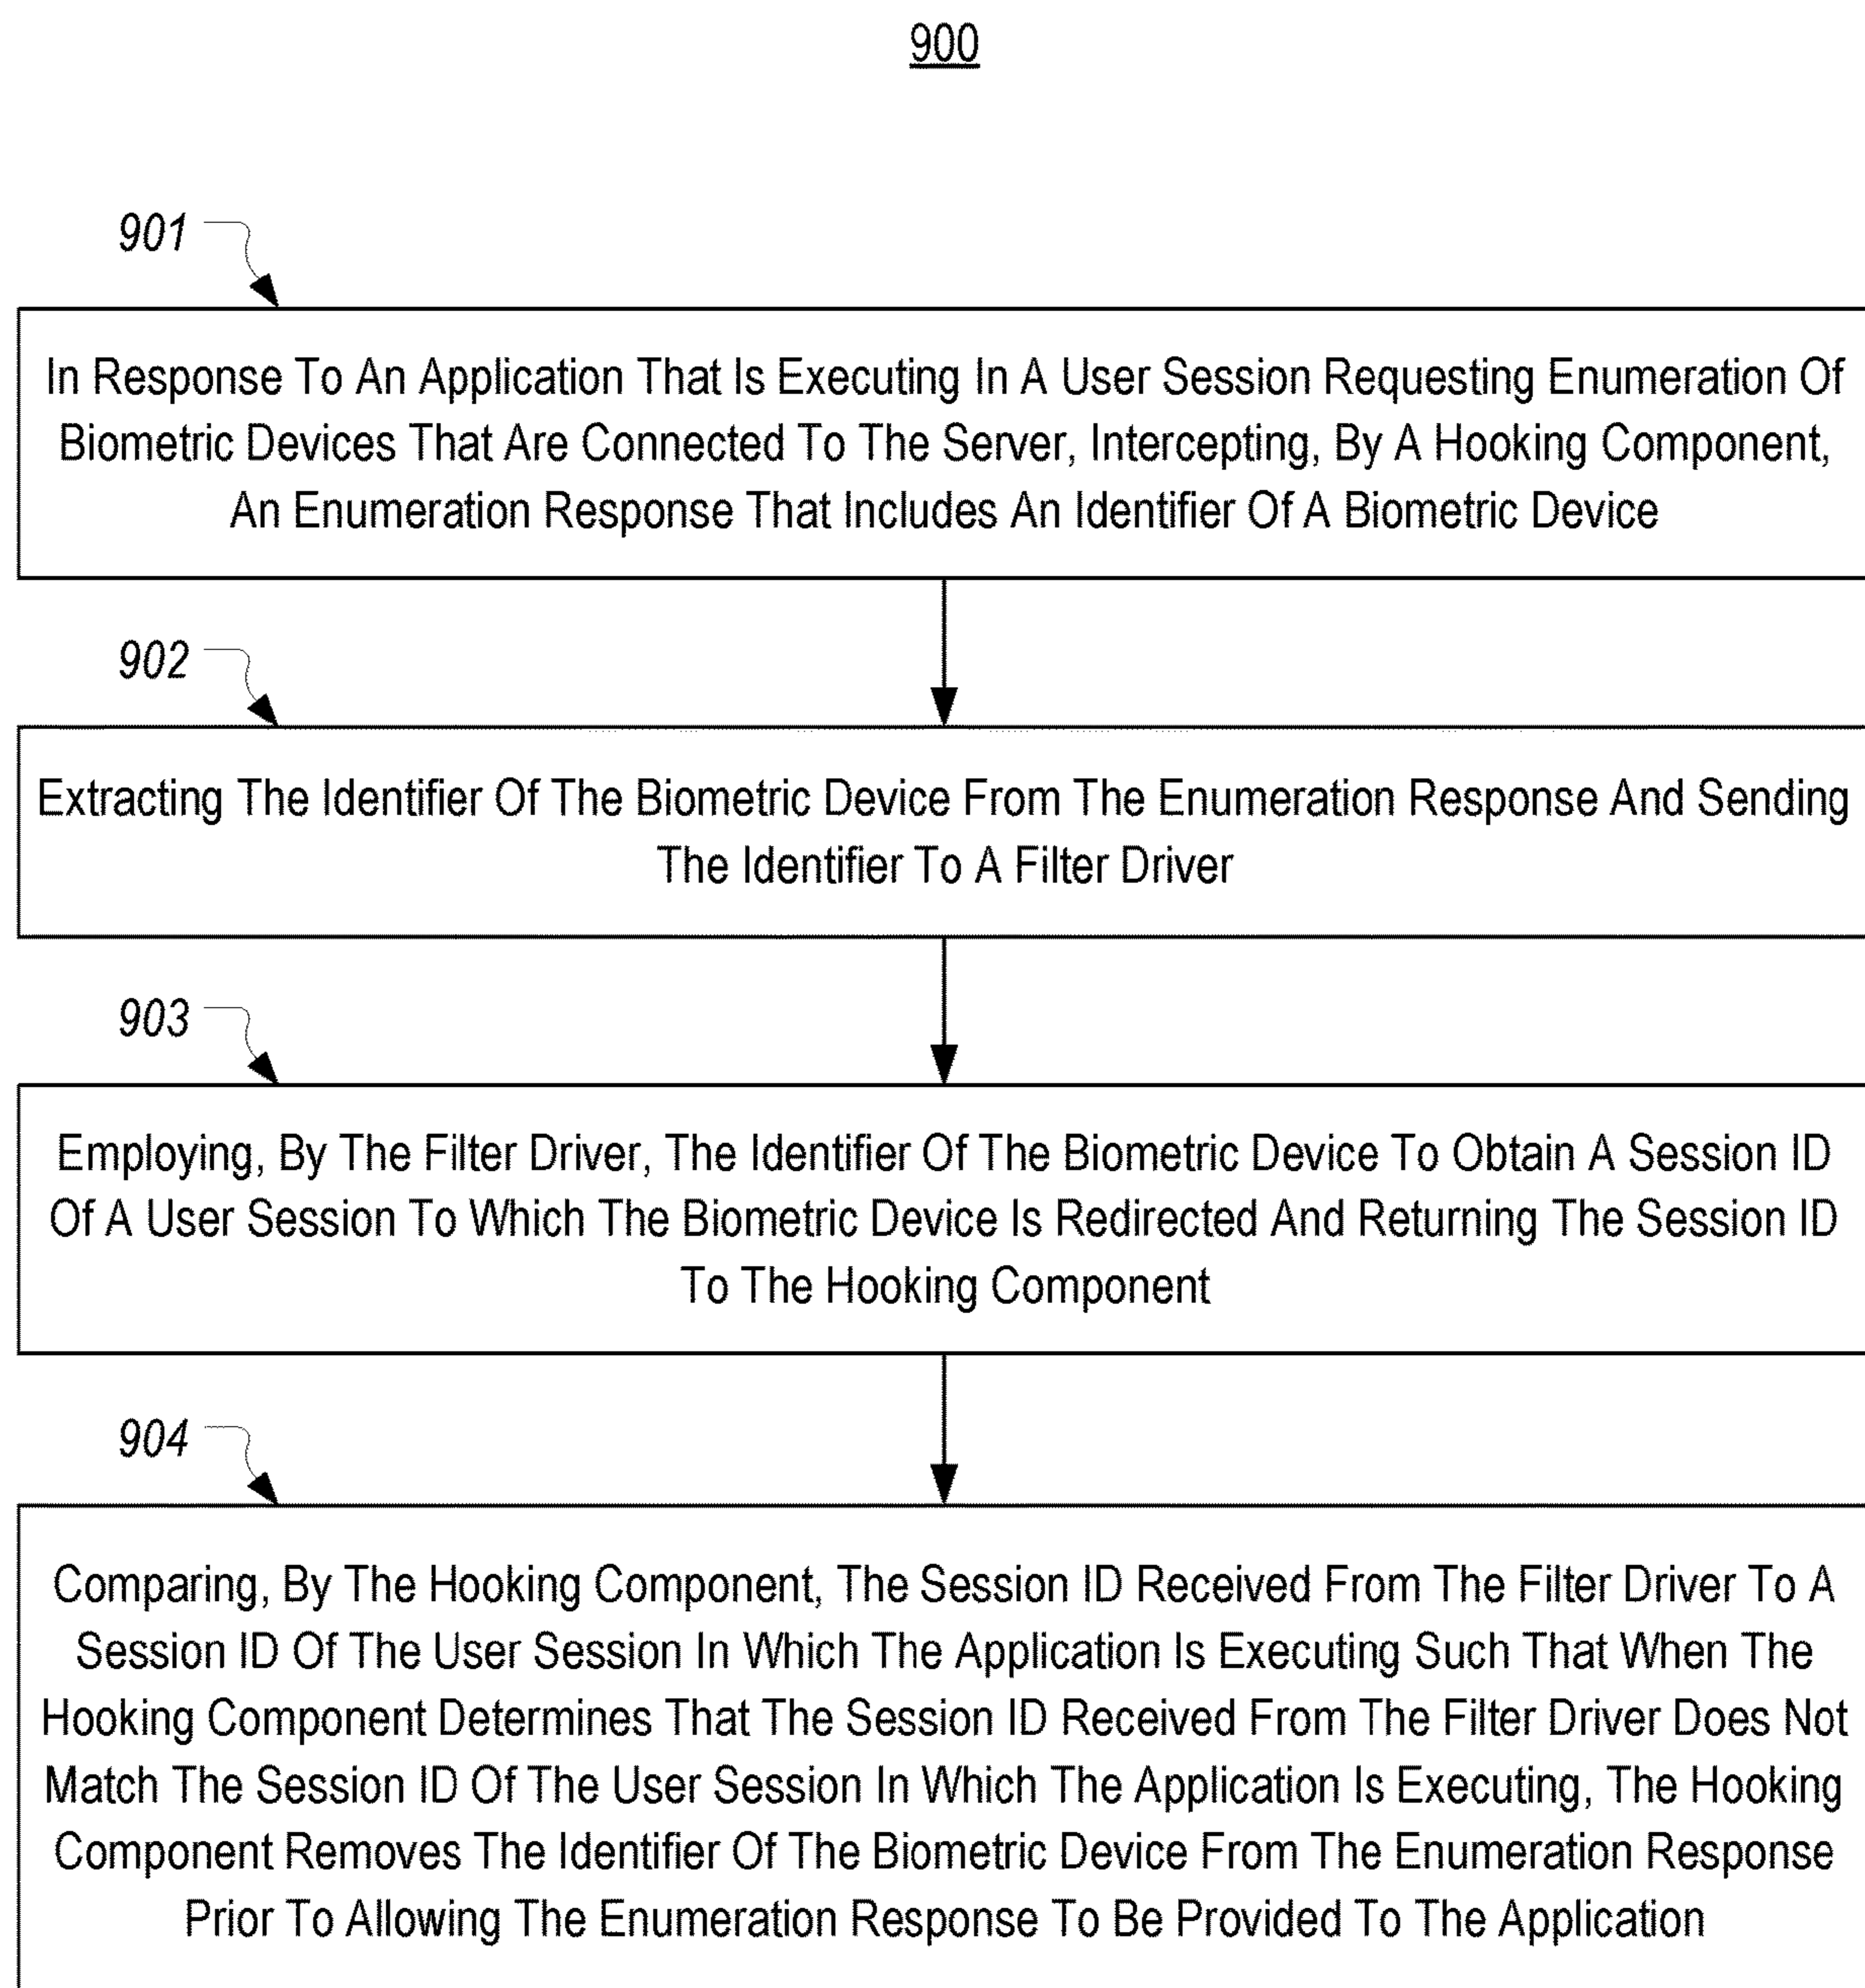 900
901
In Response To An Application That Is Executing In A User Session Requesting Enumeration Of
Biometric Devices That Are Connected To The Server, Intercepting, By A Hooking Component,
An Enumeration Response That Includes An Identifier Of A Biometric Device
902
Extracting The Identifier Of The Biometric Device From The Enumeration Response And Sending
The Identifier To A Filter Driver
903
Employing, By The Filter Driver, The Identifier Of The Biometric Device To Obtain A Session ID
Of A User Session To Which The Biometric Device Is Redirected And Returning The Session ID
To The Hooking Component
904
Comparing, By The Hooking Component, The Session ID Received From The Filter Driver To A
Session ID Of The User Session In Which The Application Is Executing Such That When The
Hooking Component Determines That The Session ID Received From The Filter Driver Does Not
Match The Session ID Of The User Session In Which The Application Is Executing, The Hooking
Component Removes The Identifier Of The Biometric Device From The Enumeration Response
Prior To Allowing The Enumeration Response To Be Provided To The Application